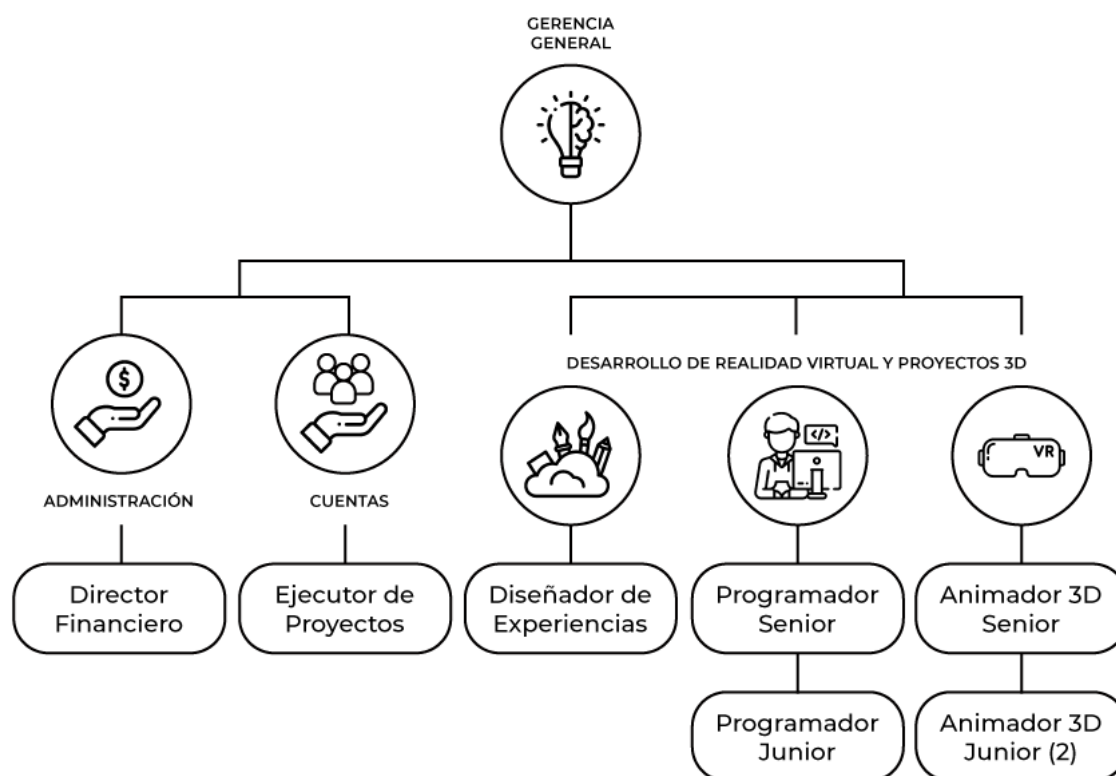 GERENCIA
GENERAL
DESARROLLO DE REALIDAD VIRTUAL Y PROYECTOS 3D
$
</>
VR
ADMINISTRACIÓN
CUENTAS
Director
Financiero
Ejecutor de
Proyectos
Diseñador de
Experiencias
Programador
Senior
Animador 3D
Senior
Programador
Junior
Animador 3D
Junior (2)